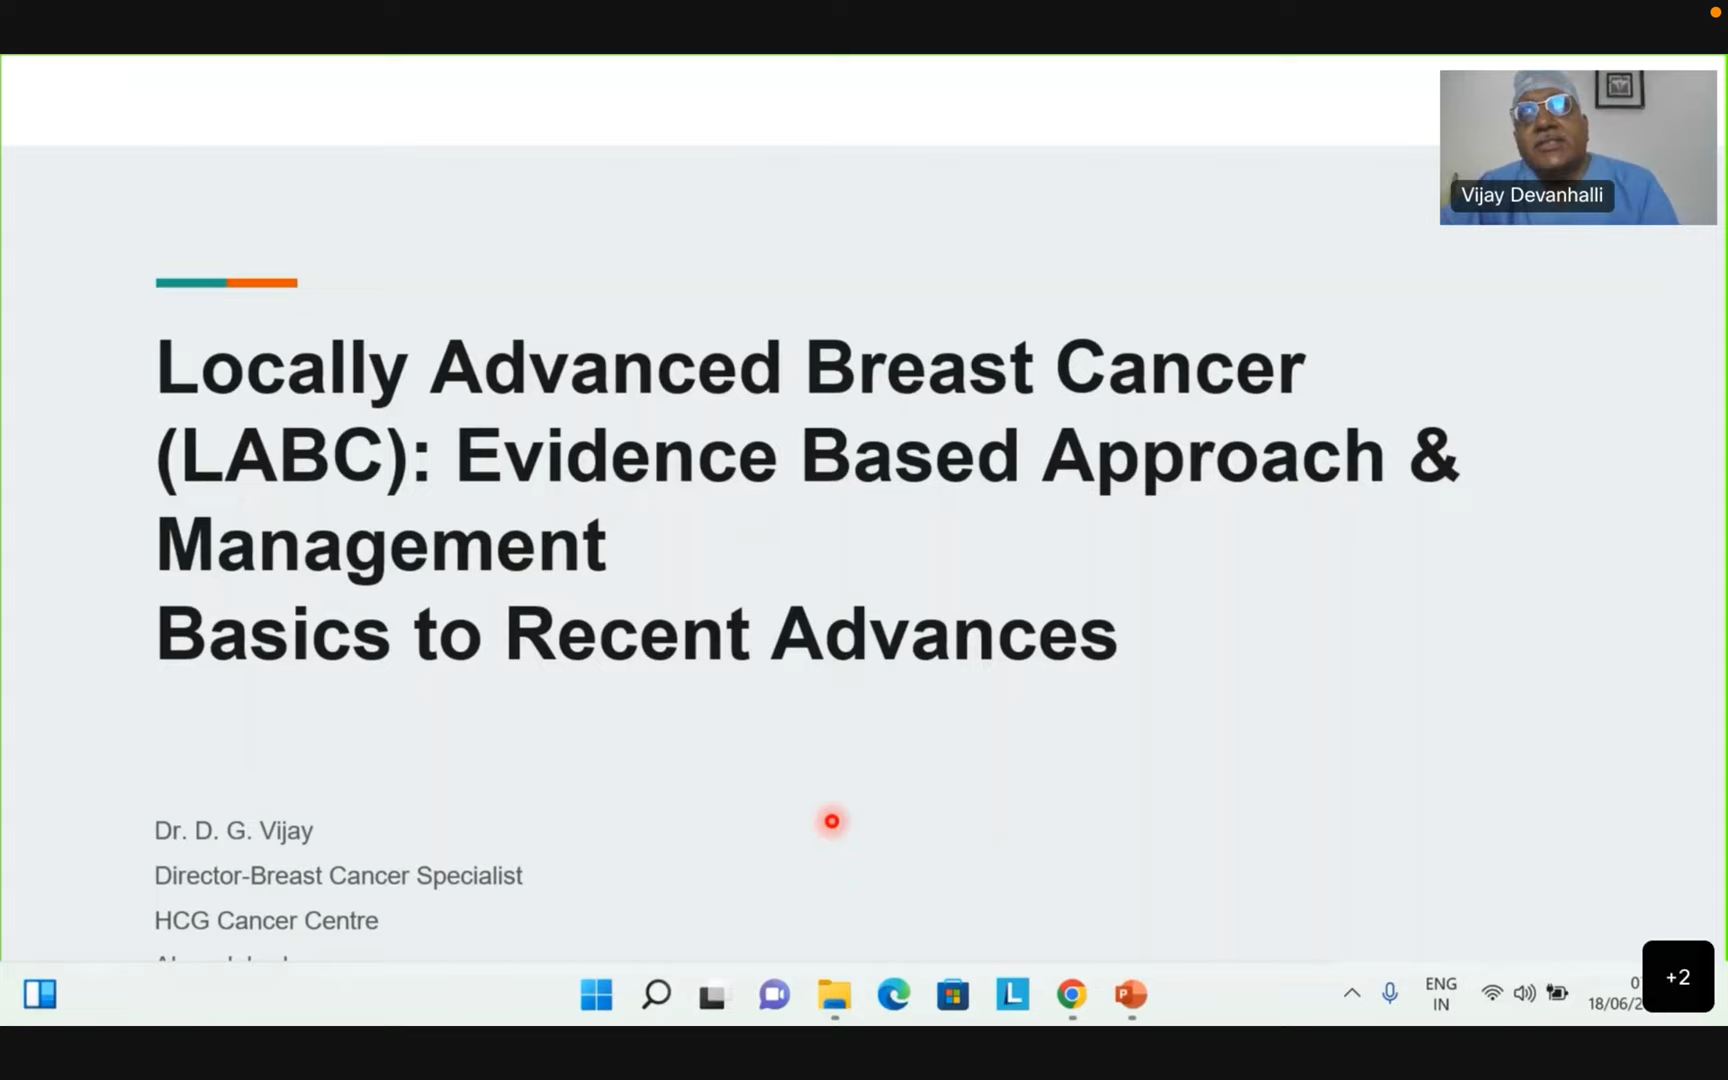 Vijay Devanhalli
Locally Advanced Breast Cancer
(LABC): Evidence Based Approach &
Management
Basics to Recent Advances
Dr. D. G. Vijay
Director-Breast Cancer Specialist
HCG Cancer Centre
ENG
IN
+2